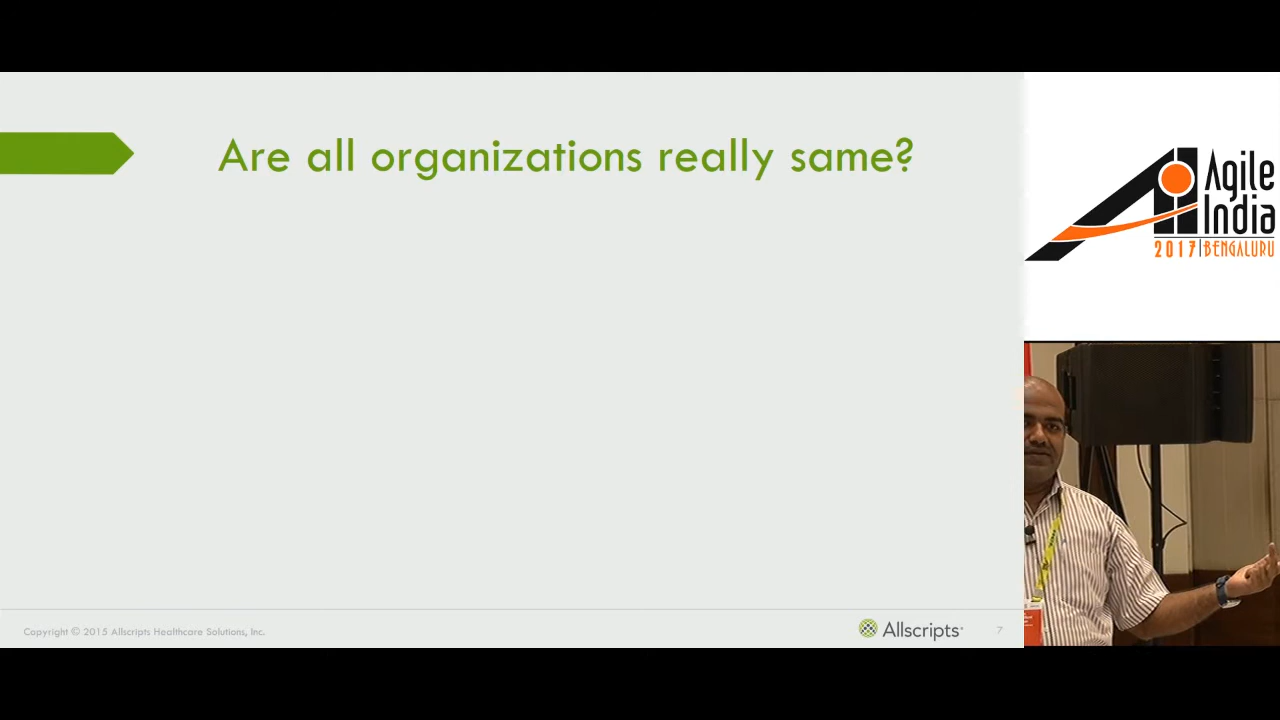 Are all organizations really same?
Agile
India
2017 | BENGALURU
Copyright © 2015 Allscripts Healthcare Solutions, Inc.
Allscripts
7